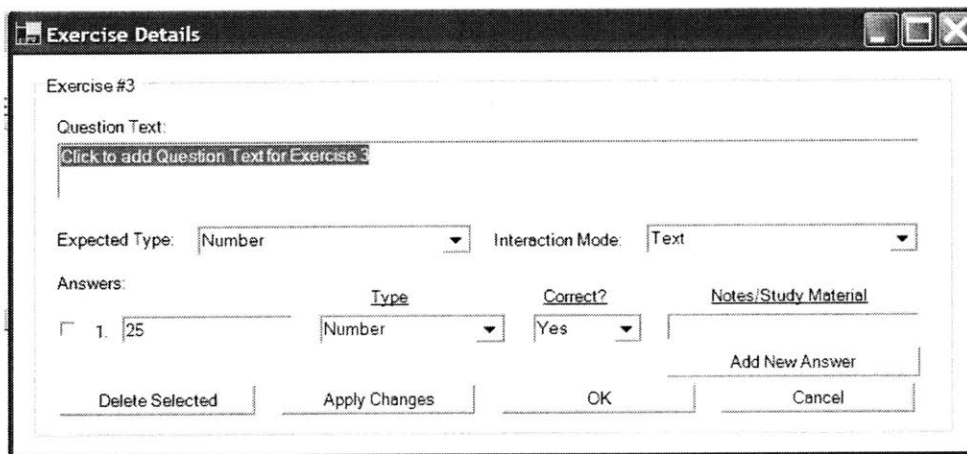 Exercise Details
Exercise #3
Question Text:
Click to add Question Text for Exercise 3
Expected Type: Number Interaction Mode: Text
Answers:
Type Correct? Notes/Study Material
1. 25 Number Yes
Add New Answer
Delete Selected Apply Changes OK Cancel